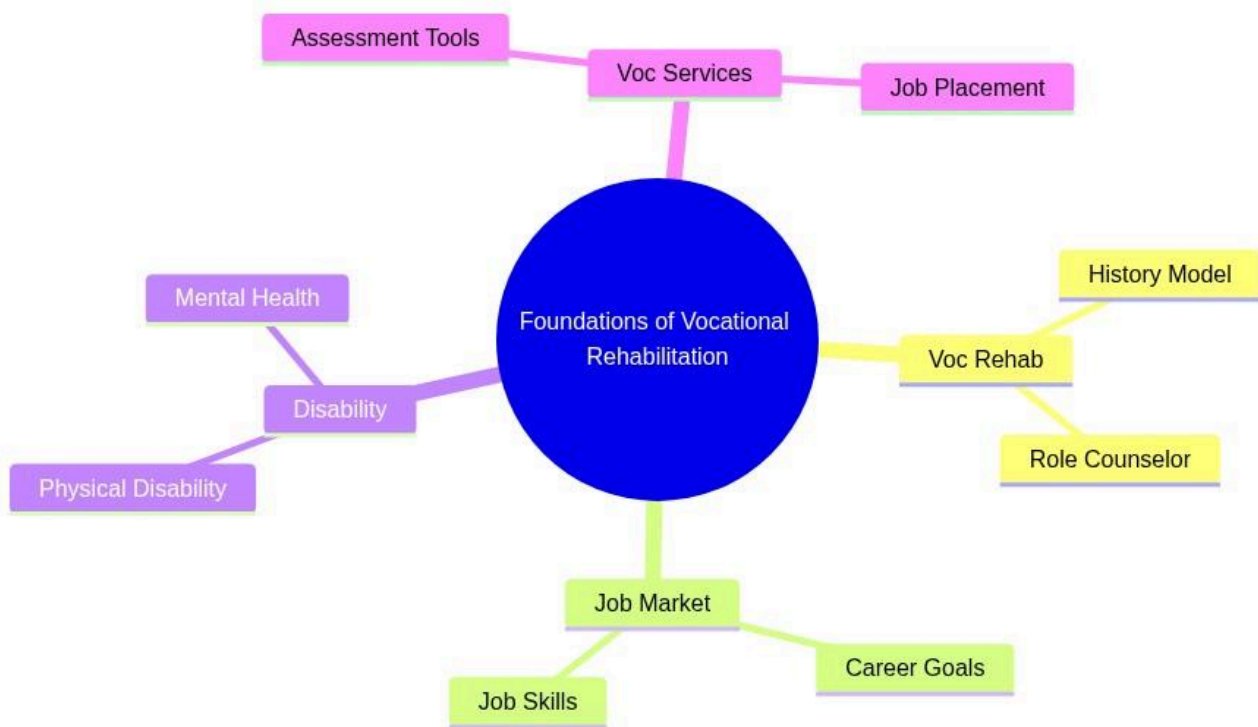 Assessment Tools
Voc Services
Job Placement
History Model
Mental Health
Foundations of Vocational
Rehabilitation
Voc Rehab
Disability
Role Counselor
Physical Disability
Job Market
Career Goals
Job Skills